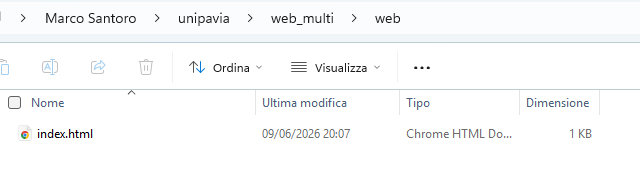 Marco Santoro > unipavia > web_multi > web
Ordina Visualizza ...
Nome Ultima modifica Tipo Dimensione
index.html 09/06/2026 20:07 Chrome HTML Do... 1 KB